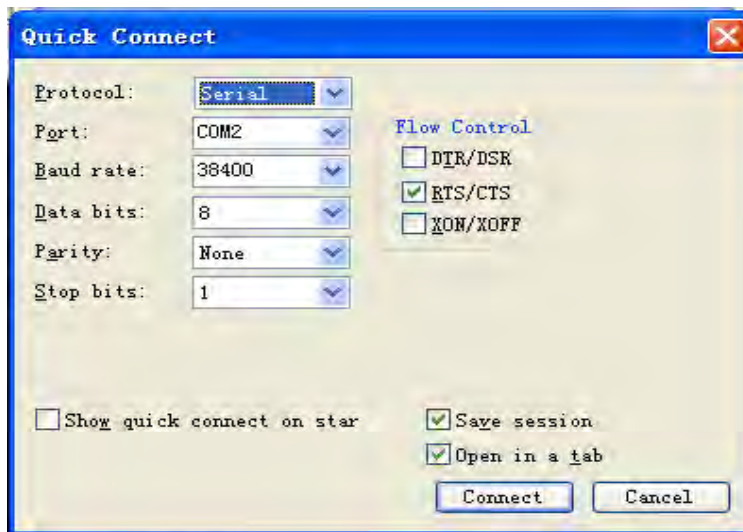 Quick Connect
Protocol: Serial
Port: COM2
Baud rate: 38400
Data bits: 8
Parity: None
Stop bits: 1
Flow Control
DTR/DSR
RTS/CTS
XON/XOFF
Show quick connect on star
Save session
Open in a tab
Connect Cancel